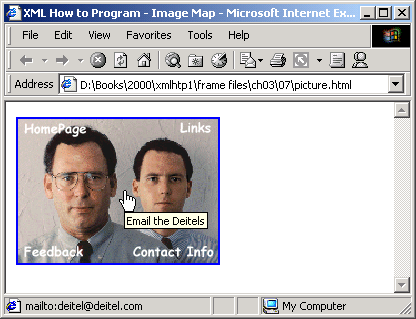 XML How to Program - Image Map - Microsoft Internet Ex...
File Edit View Favorites Tools Help
Address D:\Books\2000\xmlhtp1\frame files\ch03\07\picture.html
HomePage Links
Email the Deitels
Feedback Contact Info
mailto:deitel@deitel.com My Computer